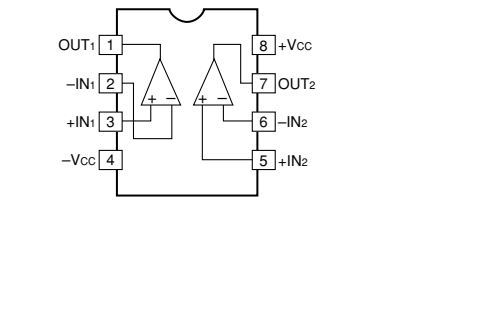 OUT1 1 8 +VCC
–IN1 2 7 OUT2
+ – + –
+IN1 3 6 –IN2
–VCC 4 5 +IN2